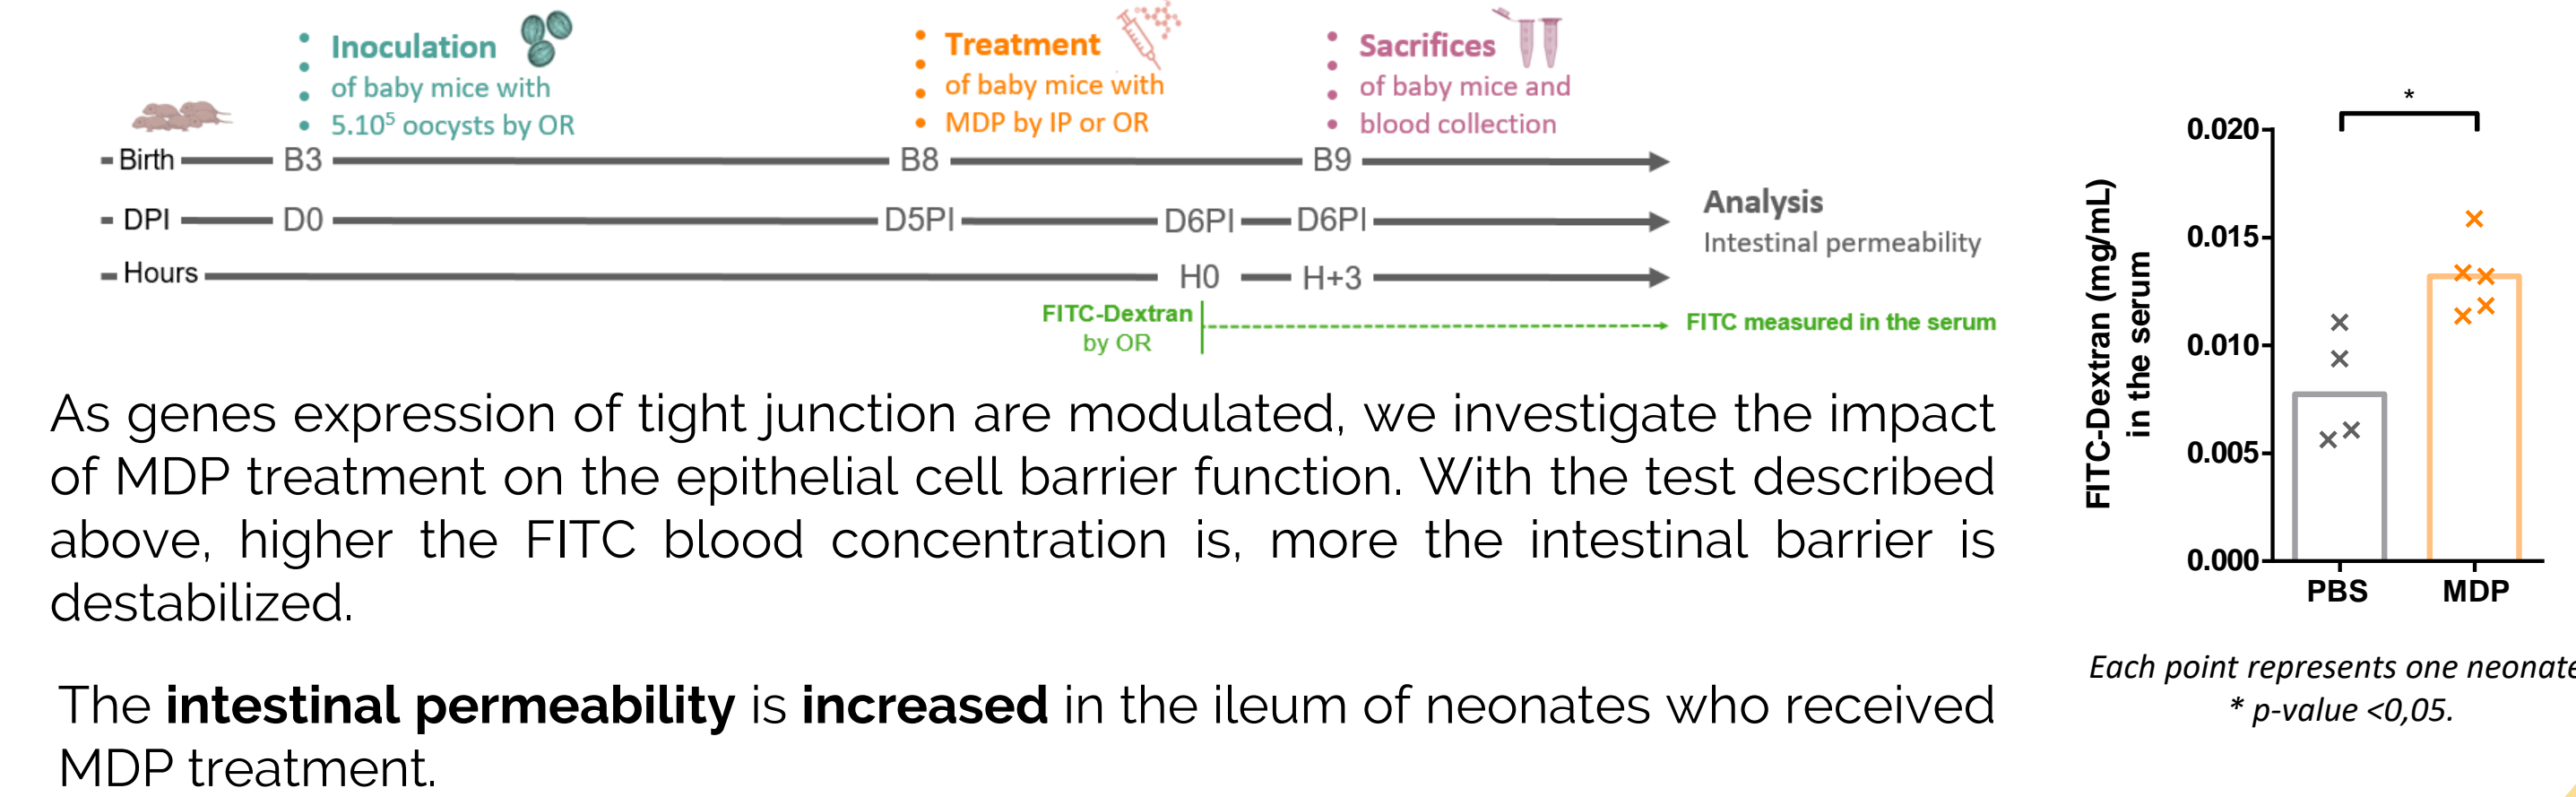 Inoculation
of baby mice with
5.10⁵ oocysts by OR
Treatment
of baby mice with
MDP by IP or OR
Sacrifices
of baby mice and
blood collection
Birth B3 B8 B9
DPI D0 D5PI D6PI D6PI
Hours H0 H+3
Analysis
Intestinal permeability
FITC-Dextran
by OR
FITC measured in the serum
As genes expression of tight junction are modulated, we investigate the impact
of MDP treatment on the epithelial cell barrier function. With the test described
above, higher the FITC blood concentration is, more the intestinal barrier is
destabilized.
The intestinal permeability is increased in the ileum of neonates who received
MDP treatment.
FITC-Dextran (mg/mL)
in the serum
*
0.020
0.015
0.010
0.005
0.000
PBS MDP
Each point represents one neonate
* p-value <0,05.